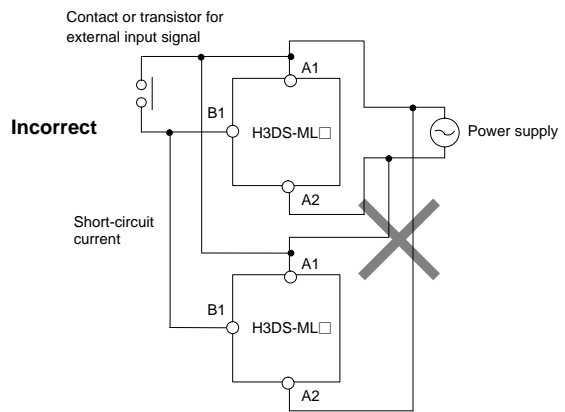 Contact or transistor for
external input signal
A1
B1
Incorrect
H3DS-ML□
Power supply
A2
Short-circuit
current
A1
B1
H3DS-ML□
A2